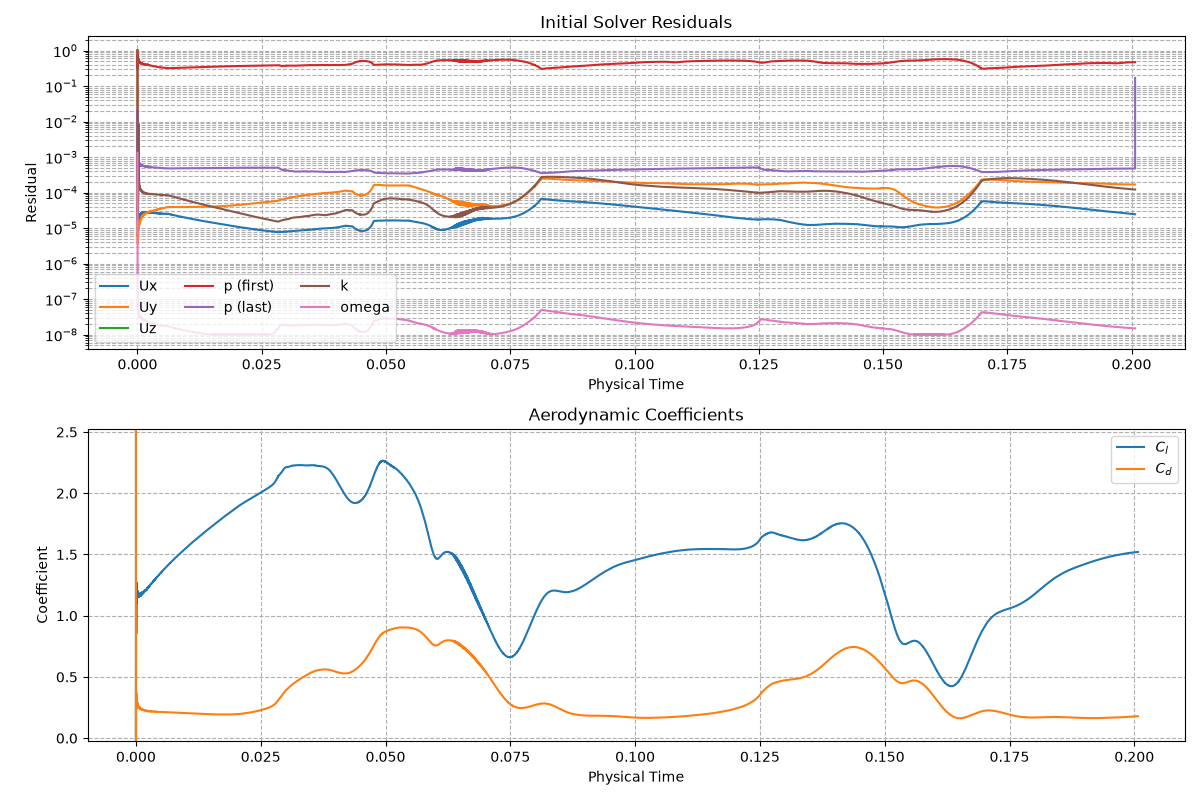 Initial Solver Residuals
Residual
10⁰
10⁻¹
10⁻²
10⁻³
10⁻⁴
10⁻⁵
10⁻⁶
10⁻⁷
10⁻⁸
Ux p (first) k
Uy p (last) omega
Uz
0.000 0.025 0.050 0.075 0.100 0.125 0.150 0.175 0.200
Physical Time
Aerodynamic Coefficients
Coefficient
2.5
2.0
1.5
1.0
0.5
0.0
C_l
C_d
0.000 0.025 0.050 0.075 0.100 0.125 0.150 0.175 0.200
Physical Time